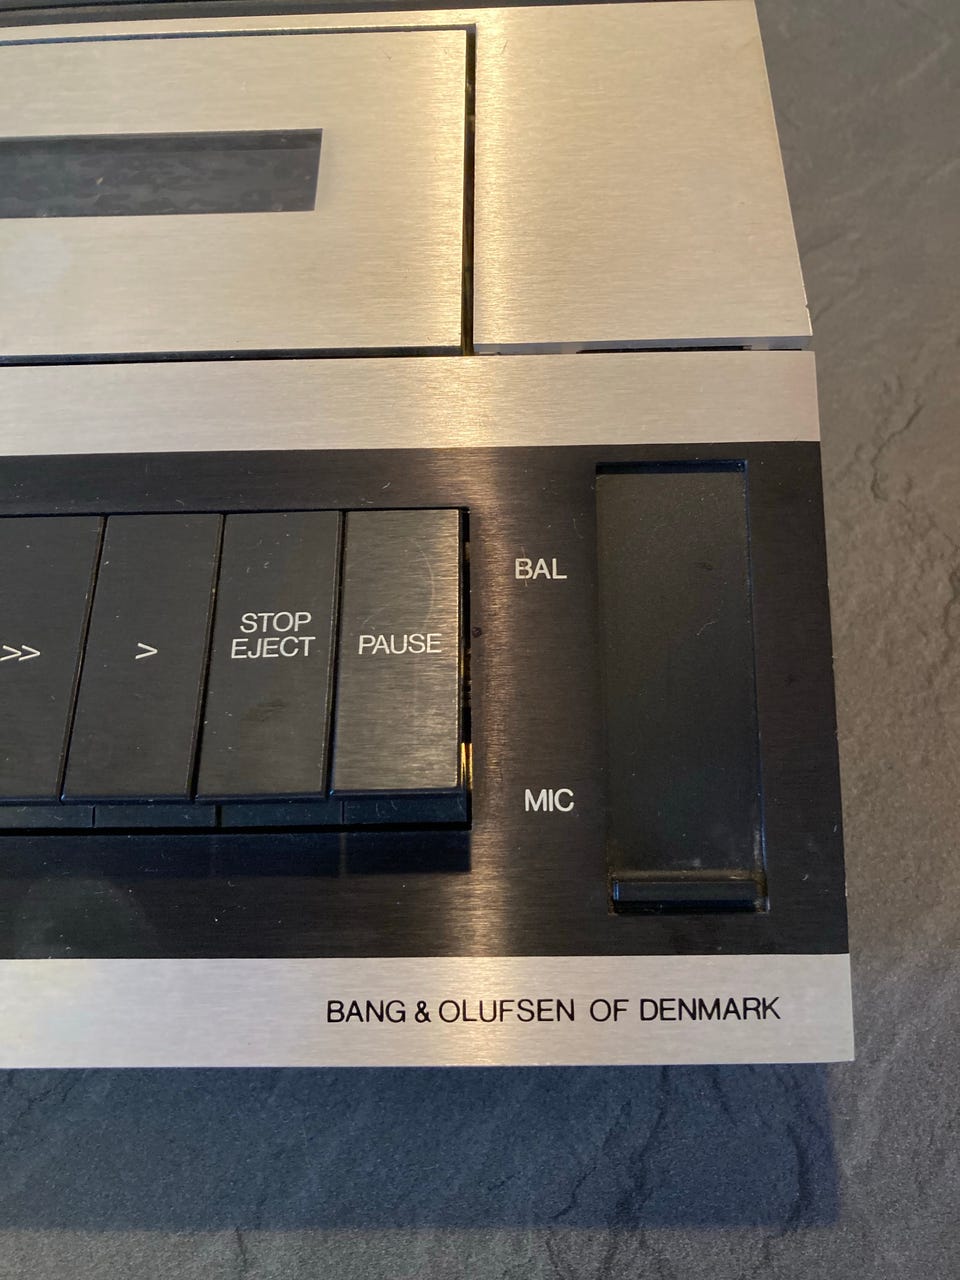 BAL
>>
>
STOP
EJECT
PAUSE
MIC
BANG & OLUFSEN OF DENMARK